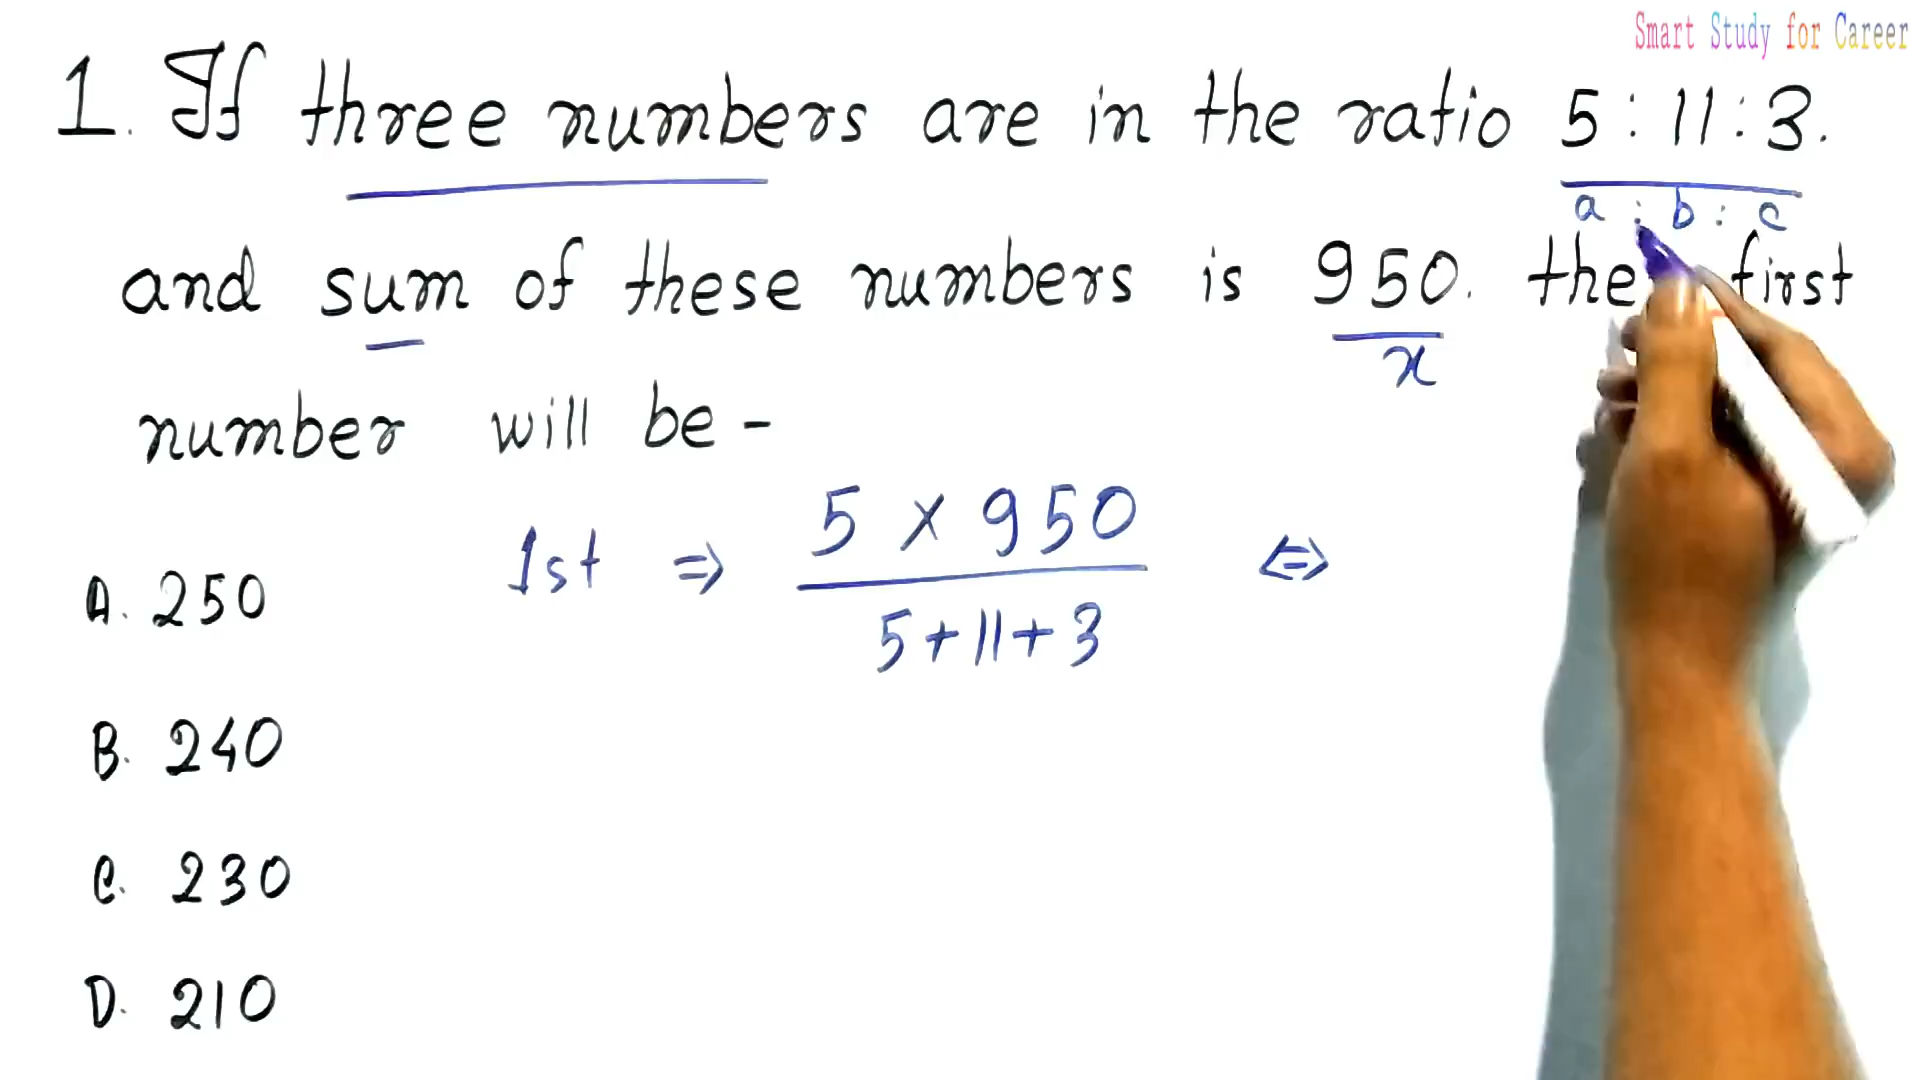 Smart Study for Career
1. If three numbers are in the ratio 5 : 11 : 3.
a : b : c
and sum of these numbers is 950. the first
x
number will be -
1st ⇒ 5 × 950 ⇔
5+11+3
A. 250
B. 240
C. 230
D. 210